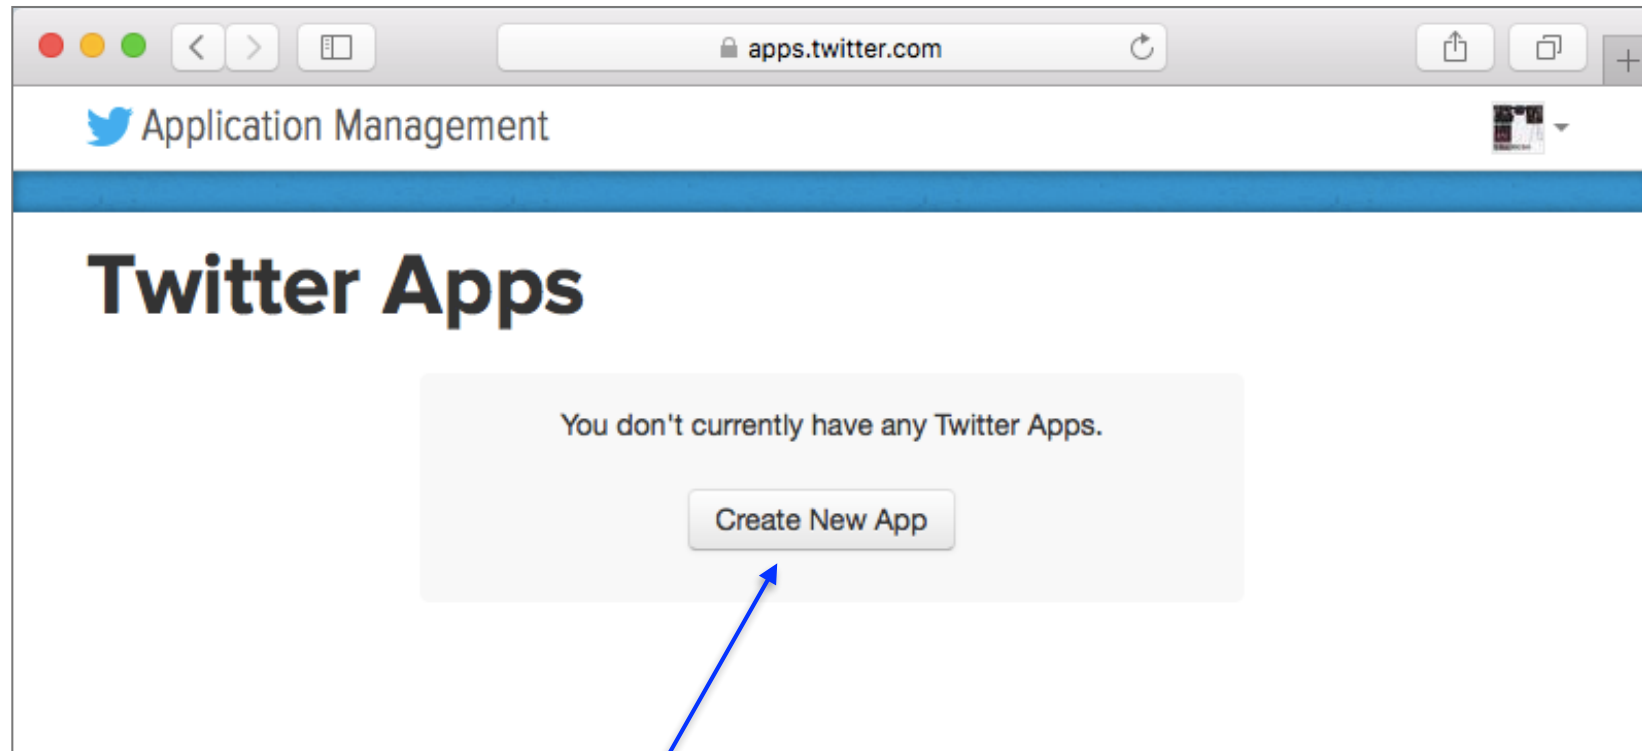 apps.twitter.com
Application Management
Twitter Apps
You don't currently have any Twitter Apps.
Create New App